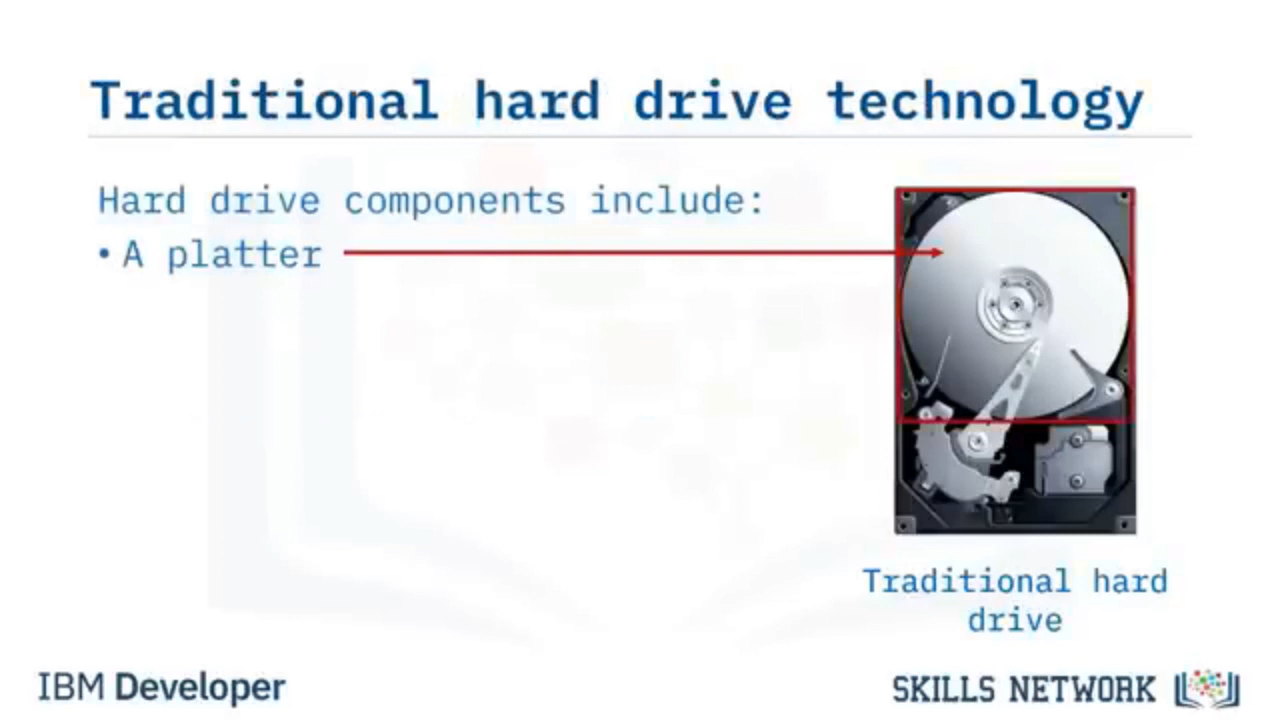 Traditional hard drive technology
Hard drive components include:
• A platter
Traditional hard
drive
IBM Developer
SKILLS NETWORK